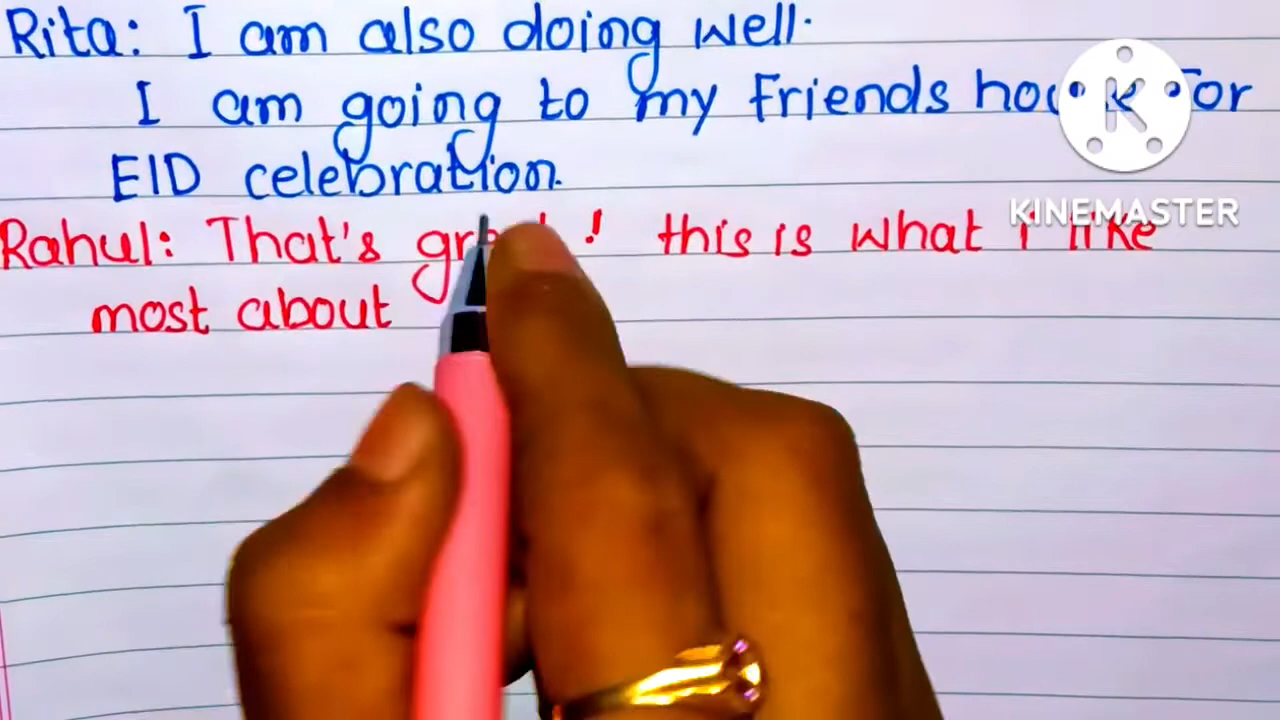 Rita: I am also doing well.
I am going to my Friends
EID celebration.
Rahul: That's ! this is what i like
most about
K
KINEMASTER